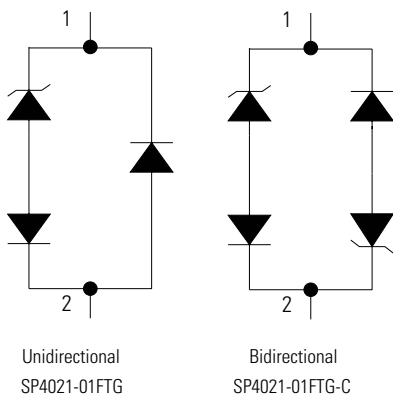 1 1
2 2
Unidirectional Bidirectional
SP4021-01FTG SP4021-01FTG-C